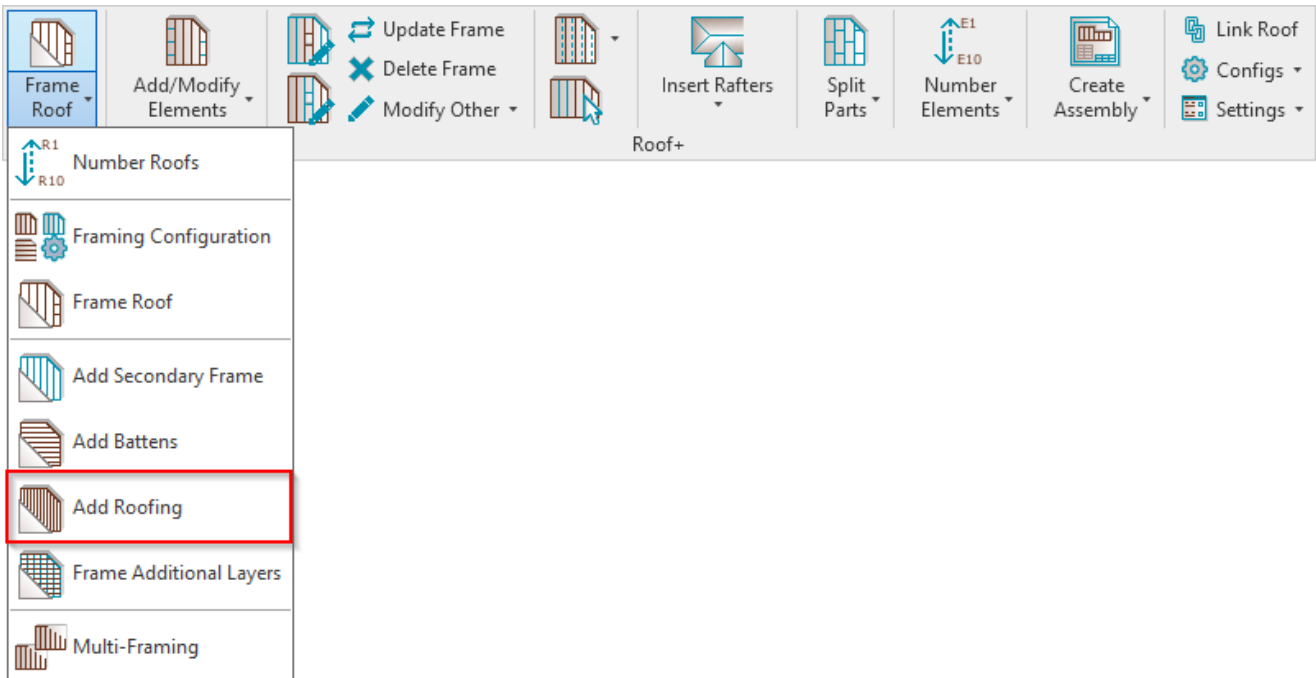 Frame
Roof
Add/Modify
Elements
Update Frame
Delete Frame
Modify Other
Insert Rafters
Split
Parts
E1
E10
Number
Elements
Create
Assembly
Link Roof
Configs
Settings
Roof+
R1
R10
Number Roofs
Framing Configuration
Frame Roof
Add Secondary Frame
Add Battens
Add Roofing
Frame Additional Layers
Multi-Framing